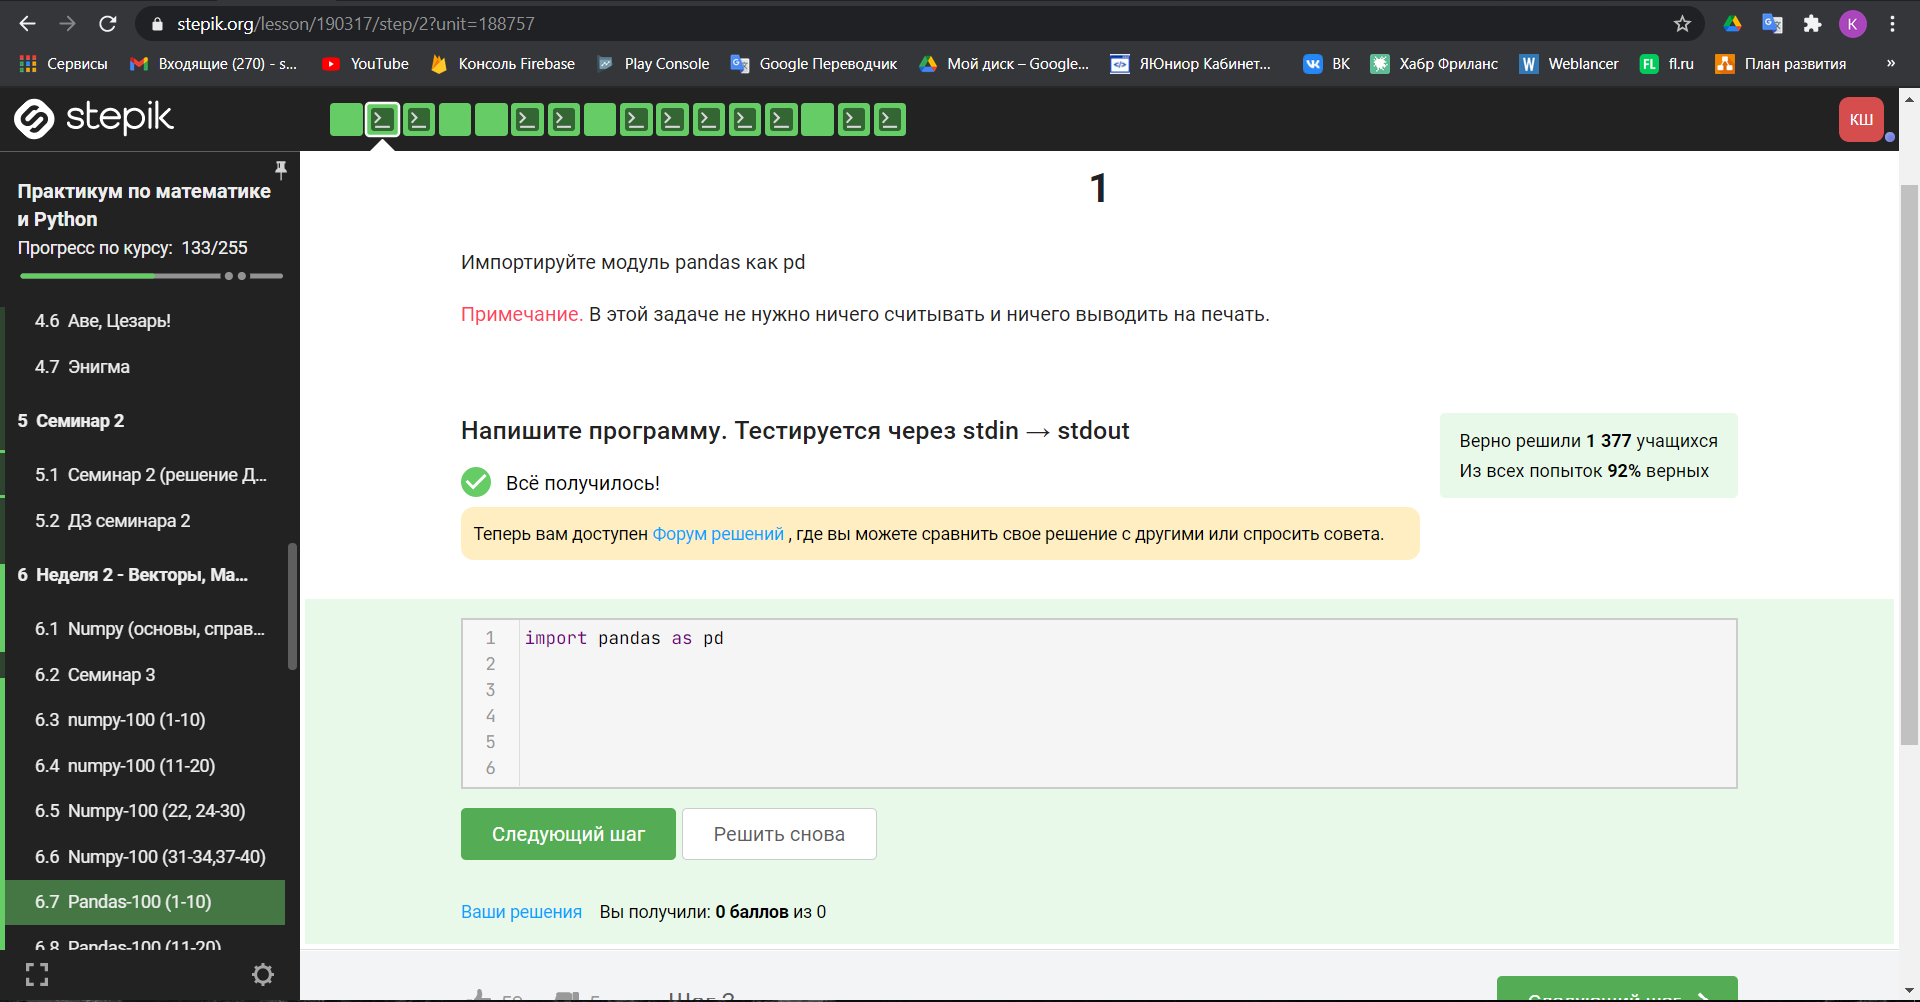 stepik.org/lesson/190317/step/2?unit=188757
K
Сервисы
Входящие (270) - s...
YouTube
Консоль Firebase
Play Console
Google Переводчик
Мой диск – Google...
ЯЮниор Кабинет...
ВК
Хабр Фриланс
Weblancer
fl.ru
План развития
»
stepik
КШ
Практикум по математике
и Python
Прогресс по курсу: 133/255
4.6 Аве, Цезарь!
4.7 Энигма
5 Семинар 2
5.1 Семинар 2 (решение Д...
5.2 ДЗ семинара 2
6 Неделя 2 - Векторы, Ма...
6.1 Numpy (основы, справ...
6.2 Семинар 3
6.3 numpy-100 (1-10)
6.4 numpy-100 (11-20)
6.5 Numpy-100 (22, 24-30)
6.6 Numpy-100 (31-34,37-40)
6.7 Pandas-100 (1-10)
6.8 Pandas-100 (11-20)
1
Импортируйте модуль pandas как pd
Примечание. В этой задаче не нужно ничего считывать и ничего выводить на печать.
Напишите программу. Тестируется через stdin → stdout
Верно решили 1 377 учащихся
Из всех попыток 92% верных
Всё получилось!
Теперь вам доступен Форум решений , где вы можете сравнить свое решение с другими или спросить совета.
1 import pandas as pd
2
3
4
5
6
Следующий шаг
Решить снова
Ваши решения Вы получили: 0 баллов из 0
Шаг 2
Следующий шаг